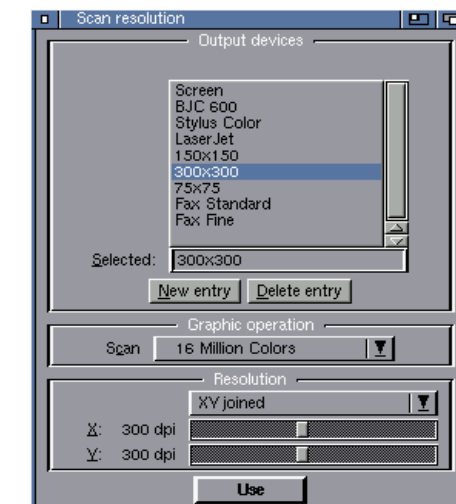 Scan resolution
Output devices
Screen
BJC 600
Stylus Color
LaserJet
150x150
300x300
75x75
Fax Standard
Fax Fine
Selected: 300x300
New entry Delete entry
Graphic operation
Scan 16 Million Colors
Resolution
XY joined
X: 300 dpi
Y: 300 dpi
Use